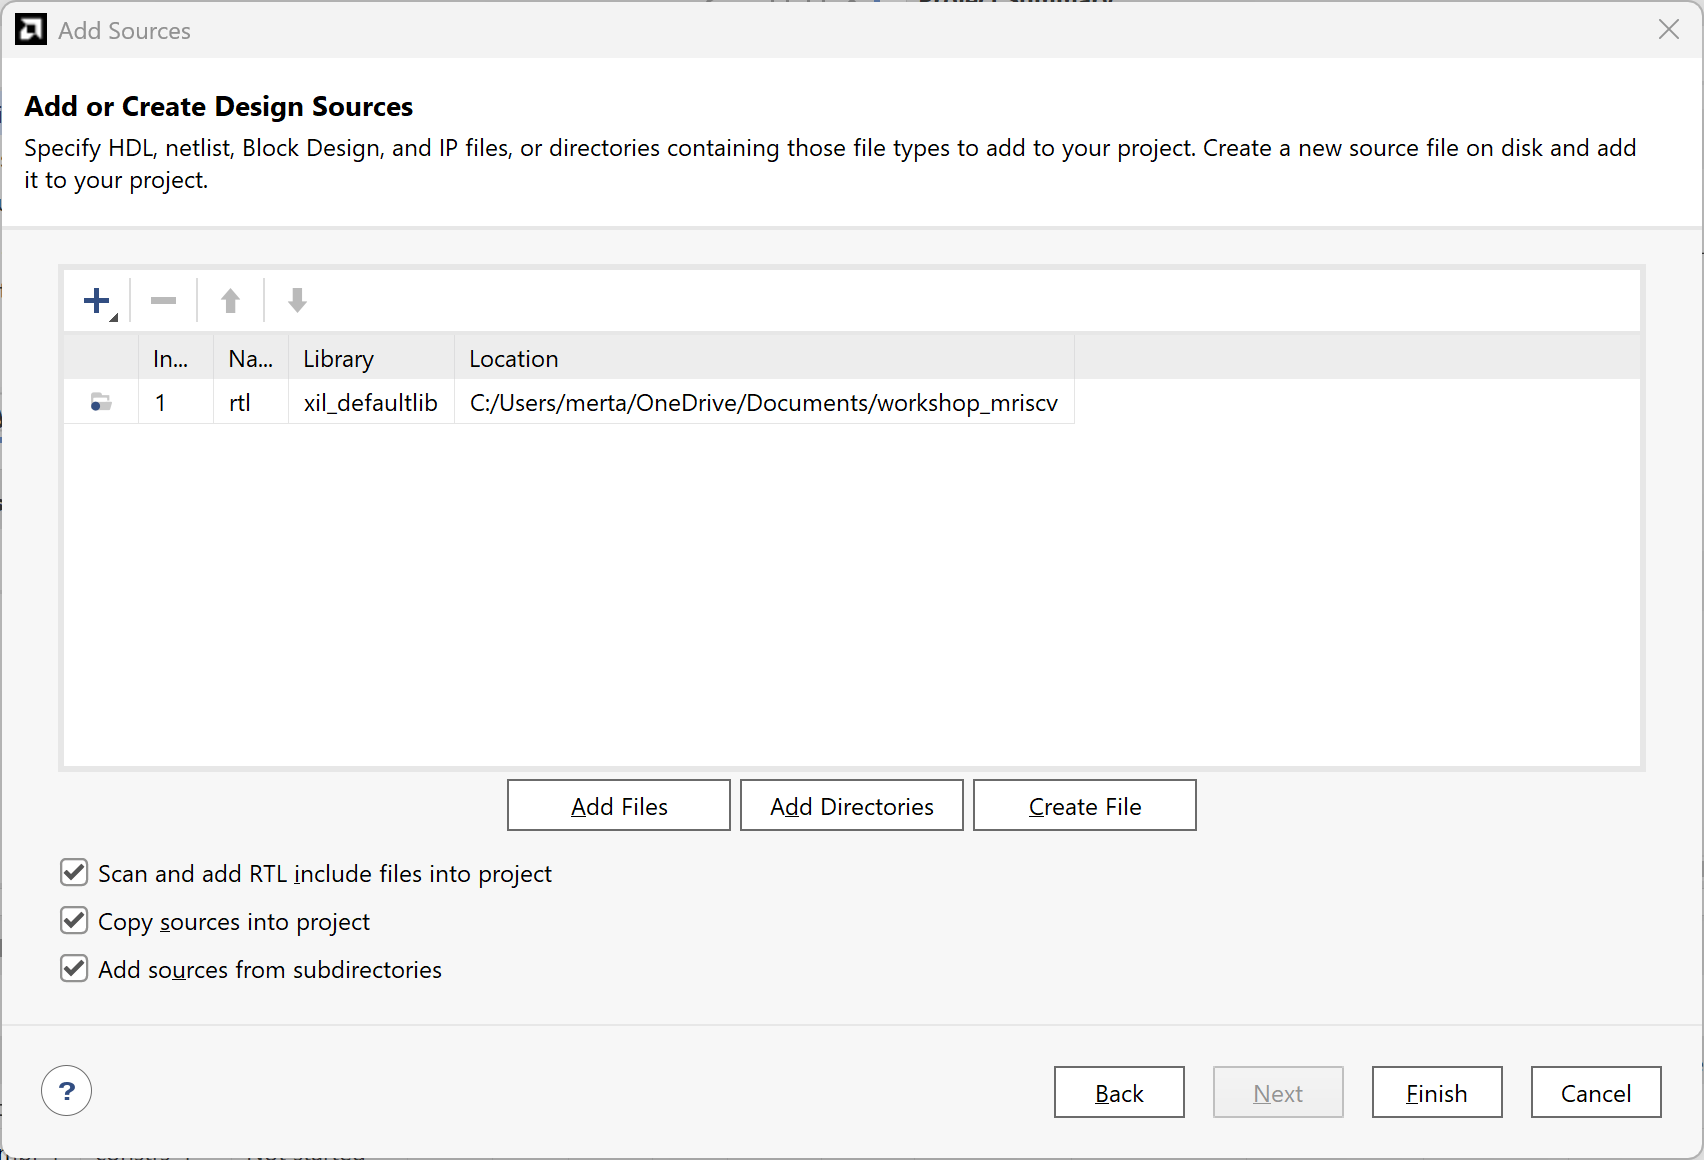 Add Sources
Add or Create Design Sources
Specify HDL, netlist, Block Design, and IP files, or directories containing those file types to add to your project. Create a new source file on disk and add
it to your project.
In... Na... Library Location
1 rtl xil_defaultlib C:/Users/merta/OneDrive/Documents/workshop_mriscv
Add Files Add Directories Create File
Scan and add RTL include files into project
Copy sources into project
Add sources from subdirectories
? Back Next Finish Cancel